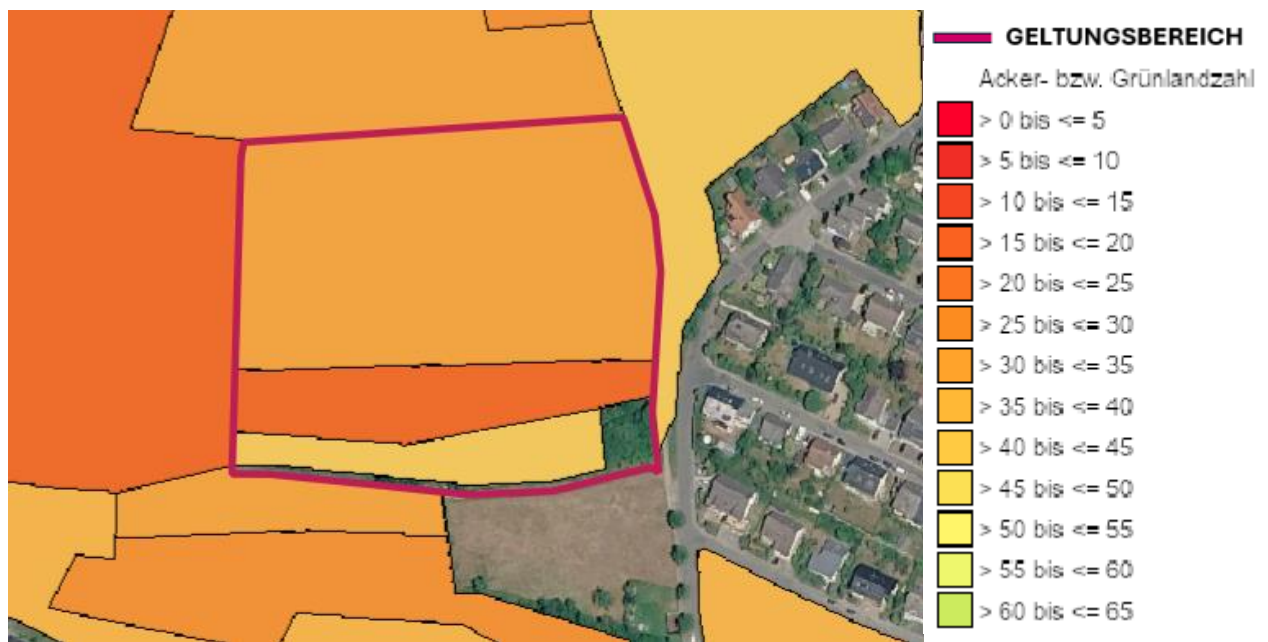 GELTUNGSBEREICH
Acker- bzw. Grünlandzahl
> 0 bis <= 5
> 5 bis <= 10
> 10 bis <= 15
> 15 bis <= 20
> 20 bis <= 25
> 25 bis <= 30
> 30 bis <= 35
> 35 bis <= 40
> 40 bis <= 45
> 45 bis <= 50
> 50 bis <= 55
> 55 bis <= 60
> 60 bis <= 65